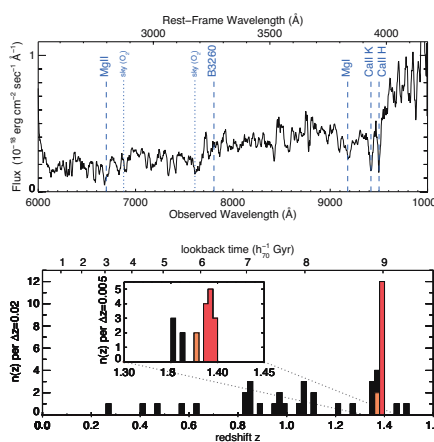 Rest-Frame Wavelength (Å)
3000 3500 4000
1
0
Flux (10⁻¹⁸ erg cm⁻² sec⁻¹ Å⁻¹)
MgII
sky (O₂)
sky (O₂)
B3260
MgI
CaII K
CaII H
6000 7000 8000 9000 1000
Observed Wavelength (Å)
lookback time (h₇₀⁻¹ Gyr)
1 2 3 4 5 6 7 8 9
12
10
8
6
4
2
0
n(z) per Δz=0.02
n(z) per Δz=0.005
5
4
3
2
1
0
1.30 1.40 1.45
0.0 0.2 0.4 0.6 0.8 1.0 1.2 1.4 1.6
redshift z